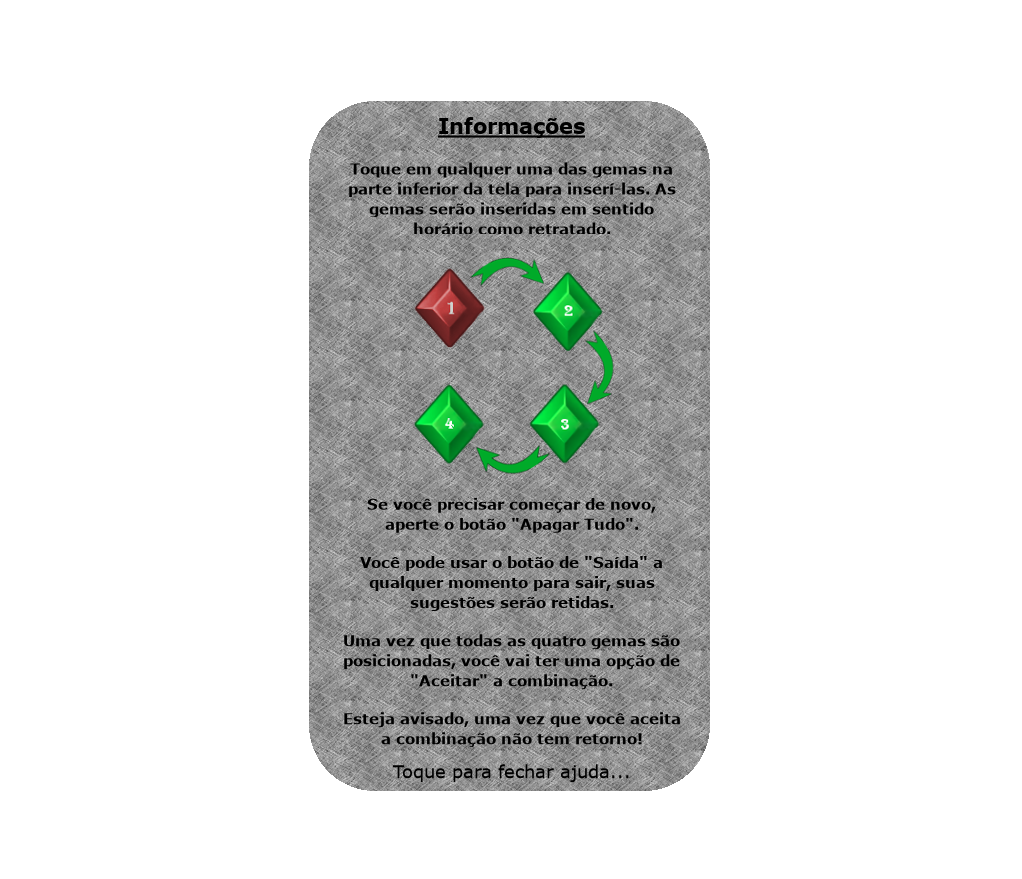 Informações
Toque em qualquer uma das gemas na
parte inferior da tela para inserí-las. As
gemas serão inserídas em sentido
horário como retratado.
1
2
4
3
Se você precisar começar de novo,
aperte o botão "Apagar Tudo".
Você pode usar o botão de "Saída" a
qualquer momento para sair, suas
sugestões serão retidas.
Uma vez que todas as quatro gemas são
posicionadas, você vai ter uma opção de
"Aceitar" a combinação.
Esteja avisado, uma vez que você aceita
a combinação não tem retorno!
Toque para fechar ajuda...